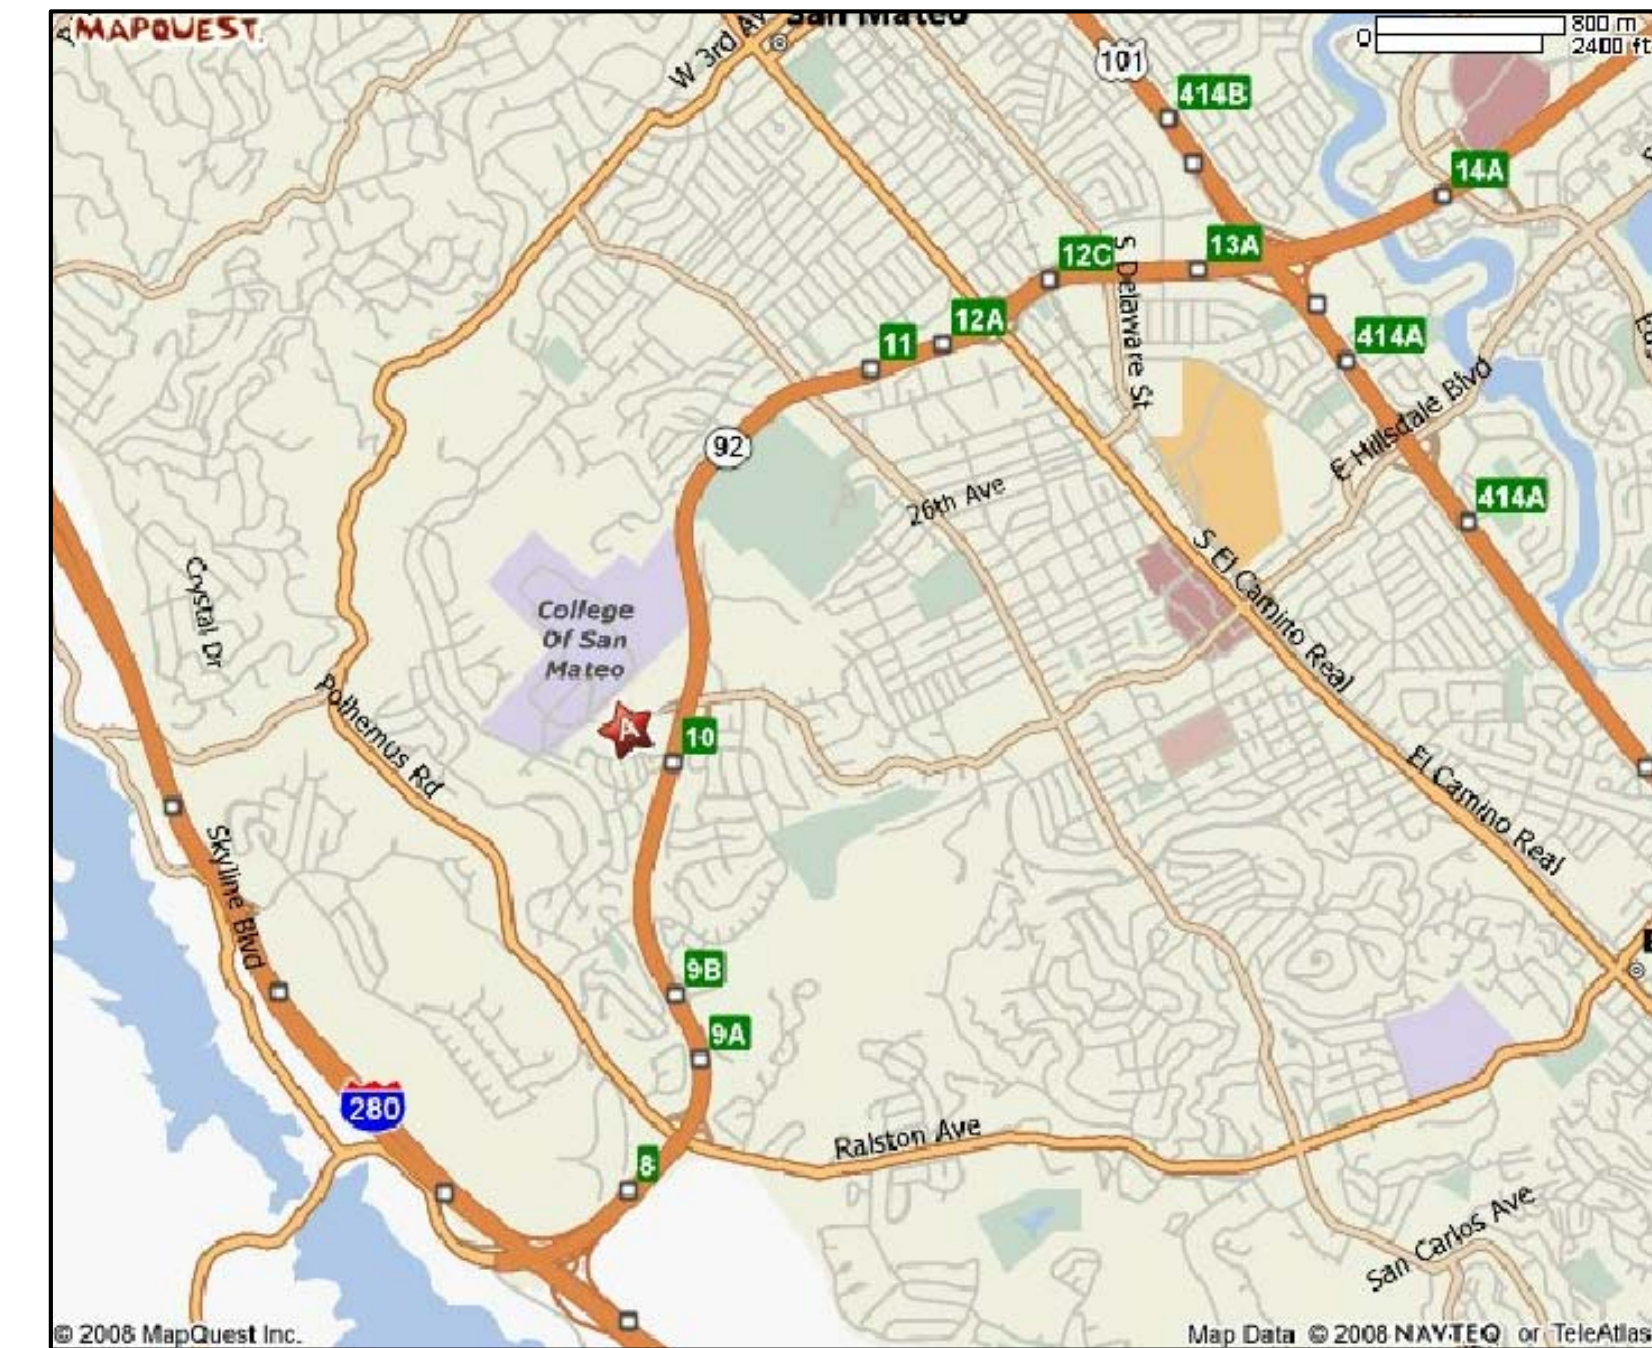 MAPQUEST.
San Mateo
W 3rd Av
0
800 m
2400 ft
101
414B
14A
13A
12C
S Delaware St
12A
11
414A
E Hillsdale Blvd
92
26th Ave
414A
S El Camino Real
Crystal Dr
College
Of San
Mateo
Polhemus Rd
A
10
El Camino Real
Skyline Blvd
9B
9A
280
Ralston Ave
8
San Carlos Ave
© 2008 MapQuest Inc.
Map Data © 2008 NAVTEQ or TeleAtlas